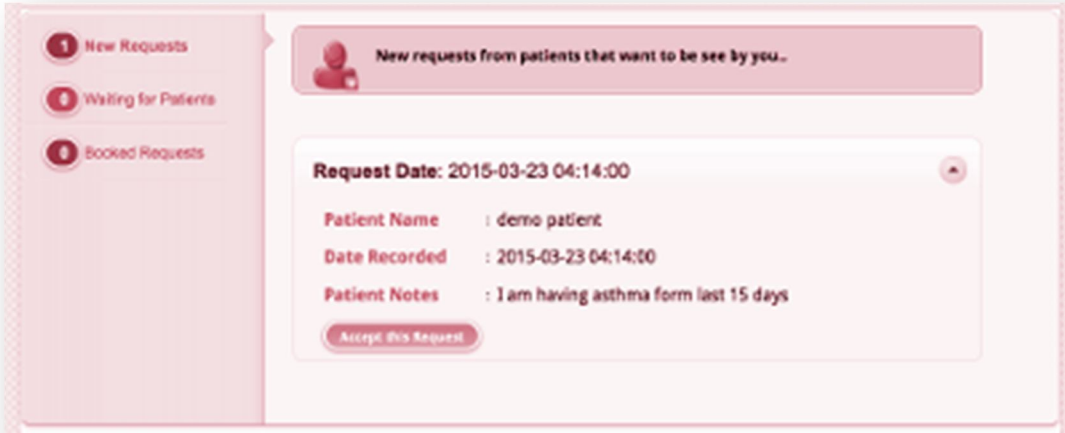 1 New Requests
0 Waiting for Patients
0 Booked Requests
New requests from patients that want to be see by you..
Request Date: 2015-03-23 04:14:00
Patient Name : demo patient
Date Recorded : 2015-03-23 04:14:00
Patient Notes : I am having asthma form last 15 days
Accept this Request